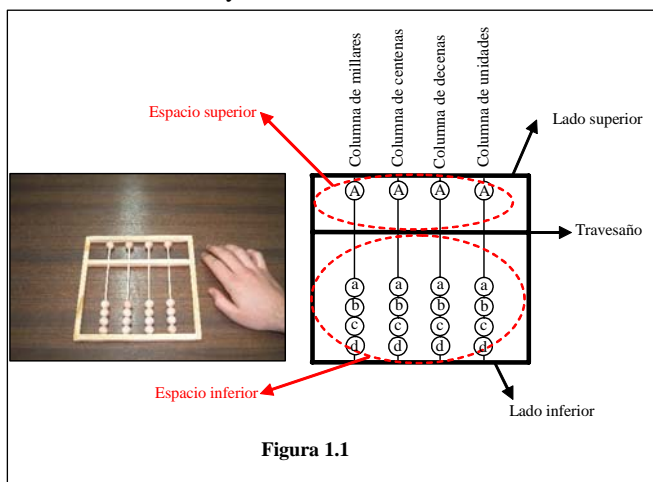 Columna de millares
Columna de centenas
Columna de decenas
Columna de unidades
Espacio superior
Lado superior
A A A A
Travesaño
a a a a
b b b b
c c c c
d d d d
Espacio inferior
Lado inferior
Figura 1.1